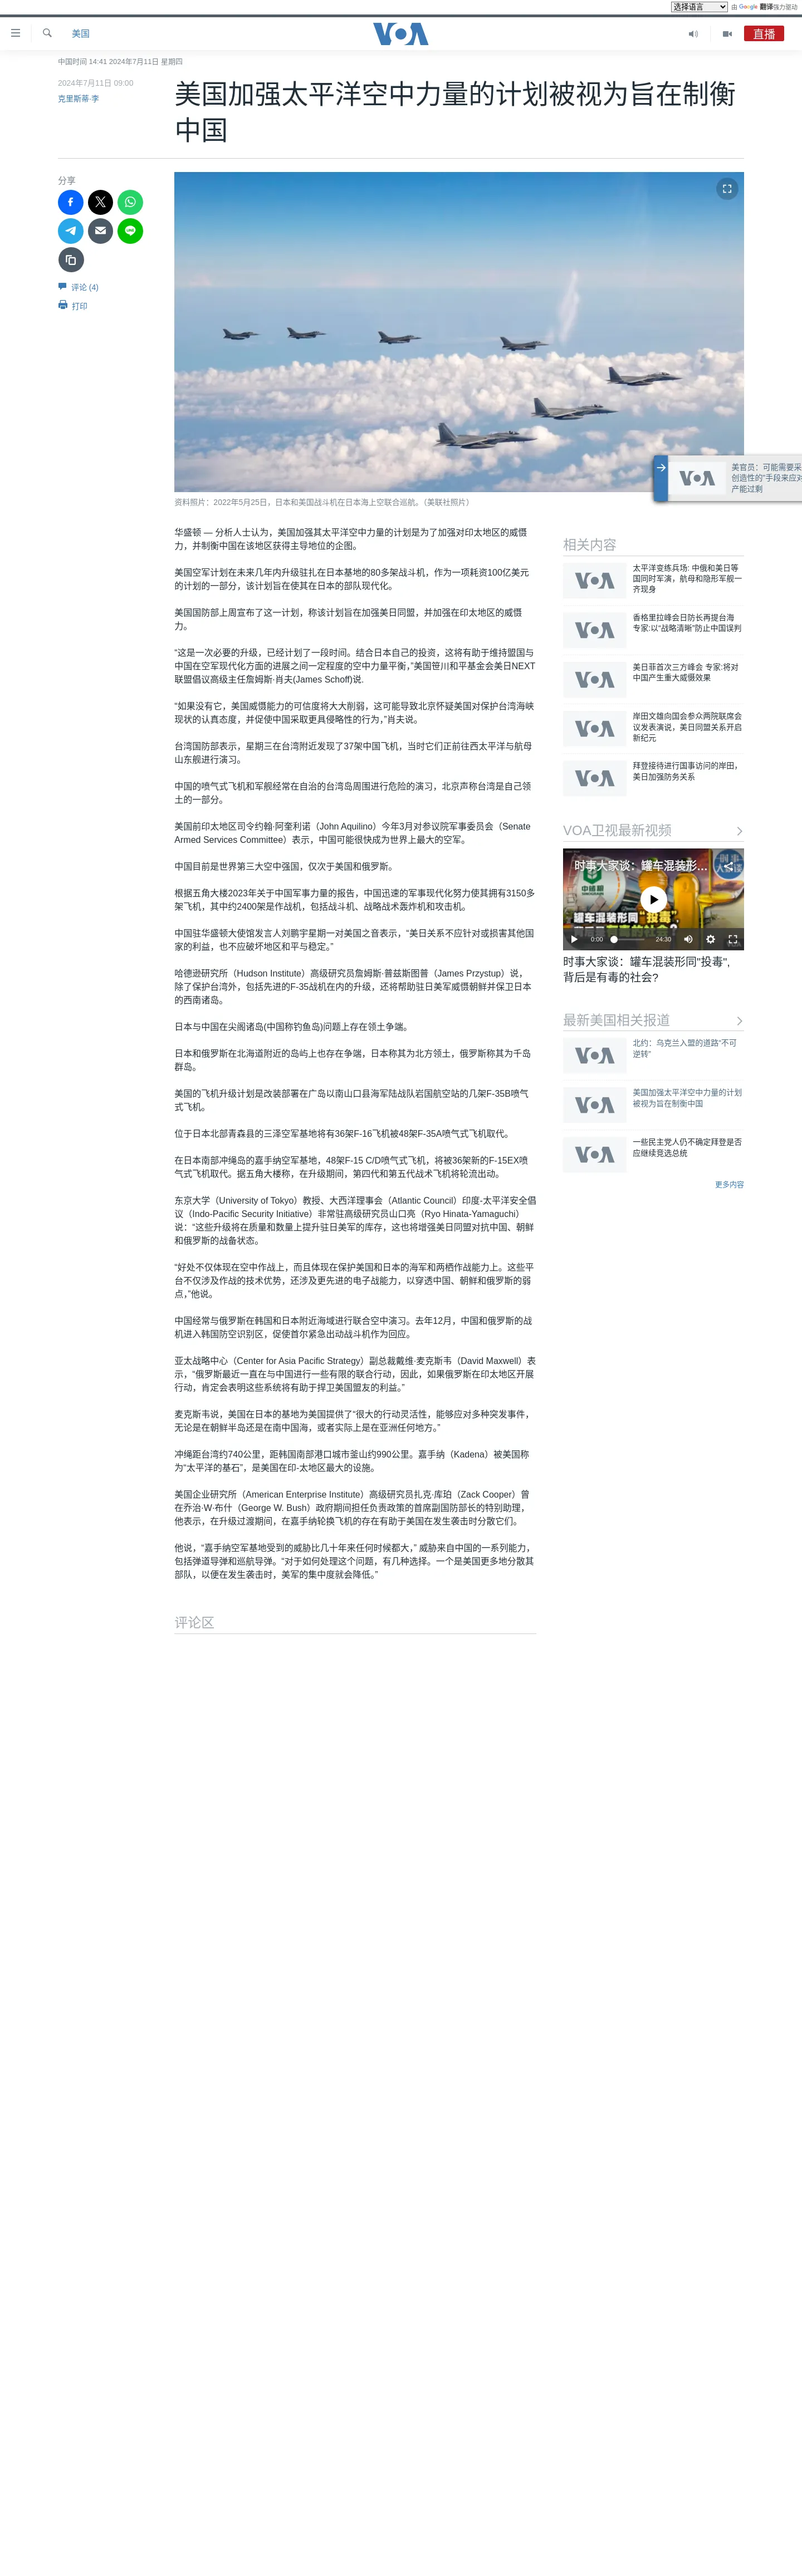 选择语言 由 Google 翻译强力驱动
美国 VOA 直播
中国时间 14:41 2024年7月11日 星期四
2024年7月11日 09:00
克里斯蒂·李
美国加强太平洋空中力量的计划被视为旨在制衡
中国
分享
评论 (4)
打印
资料照片：2022年5月25日，日本和美国战斗机在日本海上空联合巡航。（美联社照片）
VOA
美官员：可能需要采
创造性的"手段来应对
产能过剩
华盛顿 — 分析人士认为，美国加强其太平洋空中力量的计划是为了加强对印太地区的威慑
力，并制衡中国在该地区获得主导地位的企图。
美国空军计划在未来几年内升级驻扎在日本基地的80多架战斗机，作为一项耗资100亿美元
的计划的一部分，该计划旨在使其在日本的部队现代化。
美国国防部上周宣布了这一计划，称该计划旨在加强美日同盟，并加强在印太地区的威慑
力。
“这是一次必要的升级，已经计划了一段时间。结合日本自己的投资，这将有助于维持盟国与
中国在空军现代化方面的进展之间一定程度的空中力量平衡，”美国笹川和平基金会美日NEXT
联盟倡议高级主任詹姆斯·肖夫(James Schoff)说.
“如果没有它，美国威慑能力的可信度将大大削弱，这可能导致北京怀疑美国对保护台湾海峡
现状的认真态度，并促使中国采取更具侵略性的行为，”肖夫说。
台湾国防部表示，星期三在台湾附近发现了37架中国飞机，当时它们正前往西太平洋与航母
山东舰进行演习。
中国的喷气式飞机和军舰经常在自治的台湾岛周围进行危险的演习，北京声称台湾是自己领
土的一部分。
美国前印太地区司令约翰·阿奎利诺（John Aquilino）今年3月对参议院军事委员会（Senate
Armed Services Committee）表示，中国可能很快成为世界上最大的空军。
中国目前是世界第三大空中强国，仅次于美国和俄罗斯。
根据五角大楼2023年关于中国军事力量的报告，中国迅速的军事现代化努力使其拥有3150多
架飞机，其中约2400架是作战机，包括战斗机、战略战术轰炸机和攻击机。
中国驻华盛顿大使馆发言人刘鹏宇星期一对美国之音表示，“美日关系不应针对或损害其他国
家的利益，也不应破坏地区和平与稳定。”
哈德逊研究所（Hudson Institute）高级研究员詹姆斯·普兹斯图普（James Przystup）说，
除了保护台湾外，包括先进的F-35战机在内的升级，还将帮助驻日美军威慑朝鲜并保卫日本
的西南诸岛。
日本与中国在尖阁诸岛(中国称钓鱼岛)问题上存在领土争端。
日本和俄罗斯在北海道附近的岛屿上也存在争端，日本称其为北方领土，俄罗斯称其为千岛
群岛。
美国的飞机升级计划是改装部署在广岛以南山口县海军陆战队岩国航空站的几架F-35B喷气
式飞机。
位于日本北部青森县的三泽空军基地将有36架F-16飞机被48架F-35A喷气式飞机取代。
在日本南部冲绳岛的嘉手纳空军基地，48架F-15 C/D喷气式飞机，将被36架新的F-15EX喷
气式飞机取代。据五角大楼称，在升级期间，第四代和第五代战术飞机将轮流出动。
东京大学（University of Tokyo）教授、大西洋理事会（Atlantic Council）印度-太平洋安全倡
议（Indo-Pacific Security Initiative）非常驻高级研究员山口亮（Ryo Hinata-Yamaguchi）
说：“这些升级将在质量和数量上提升驻日美军的库存，这也将增强美日同盟对抗中国、朝鲜
和俄罗斯的战备状态。
“好处不仅体现在空中作战上，而且体现在保护美国和日本的海军和两栖作战能力上。这些平
台不仅涉及作战的技术优势，还涉及更先进的电子战能力，以穿透中国、朝鲜和俄罗斯的弱
点，”他说。
中国经常与俄罗斯在韩国和日本附近海域进行联合空中演习。去年12月，中国和俄罗斯的战
机进入韩国防空识别区，促使首尔紧急出动战斗机作为回应。
亚太战略中心（Center for Asia Pacific Strategy）副总裁戴维·麦克斯韦（David Maxwell）表
示，“俄罗斯最近一直在与中国进行一些有限的联合行动，因此，如果俄罗斯在印太地区开展
行动，肯定会表明这些系统将有助于捍卫美国盟友的利益。”
麦克斯韦说，美国在日本的基地为美国提供了“很大的行动灵活性，能够应对多种突发事件，
无论是在朝鲜半岛还是在南中国海，或者实际上是在亚洲任何地方。”
冲绳距台湾约740公里，距韩国南部港口城市釜山约990公里。嘉手纳（Kadena）被美国称
为“太平洋的基石”，是美国在印-太地区最大的设施。
美国企业研究所（American Enterprise Institute）高级研究员扎克·库珀（Zack Cooper）曾
在乔治·W·布什（George W. Bush）政府期间担任负责政策的首席副国防部长的特别助理，
他表示，在升级过渡期间，在嘉手纳轮换飞机的存在有助于美国在发生袭击时分散它们。
他说，“嘉手纳空军基地受到的威胁比几十年来任何时候都大，” 威胁来自中国的一系列能力，
包括弹道导弹和巡航导弹。“对于如何处理这个问题，有几种选择。一个是美国更多地分散其
部队，以便在发生袭击时，美军的集中度就会降低。”
评论区
相关内容
VOA
太平洋变练兵场: 中俄和美日等
国同时军演，航母和隐形军舰一
齐现身
VOA
香格里拉峰会日防长再提台海
专家:以“战略清晰”防止中国误判
VOA
美日菲首次三方峰会 专家:将对
中国产生重大威慑效果
VOA
岸田文雄向国会参众两院联席会
议发表演说，美日同盟关系开启
新纪元
VOA
拜登接待进行国事访问的岸田，
美日加强防务关系
VOA卫视最新视频
时事大家谈：罐车混装形...
罐车混装形同"投毒"
0:00 24:30
时事大家谈：罐车混装形同"投毒",
背后是有毒的社会?
最新美国相关报道
VOA
北约：乌克兰入盟的道路"不可
逆转"
VOA
美国加强太平洋空中力量的计划
被视为旨在制衡中国
VOA
一些民主党人仍不确定拜登是否
应继续竞选总统
更多内容